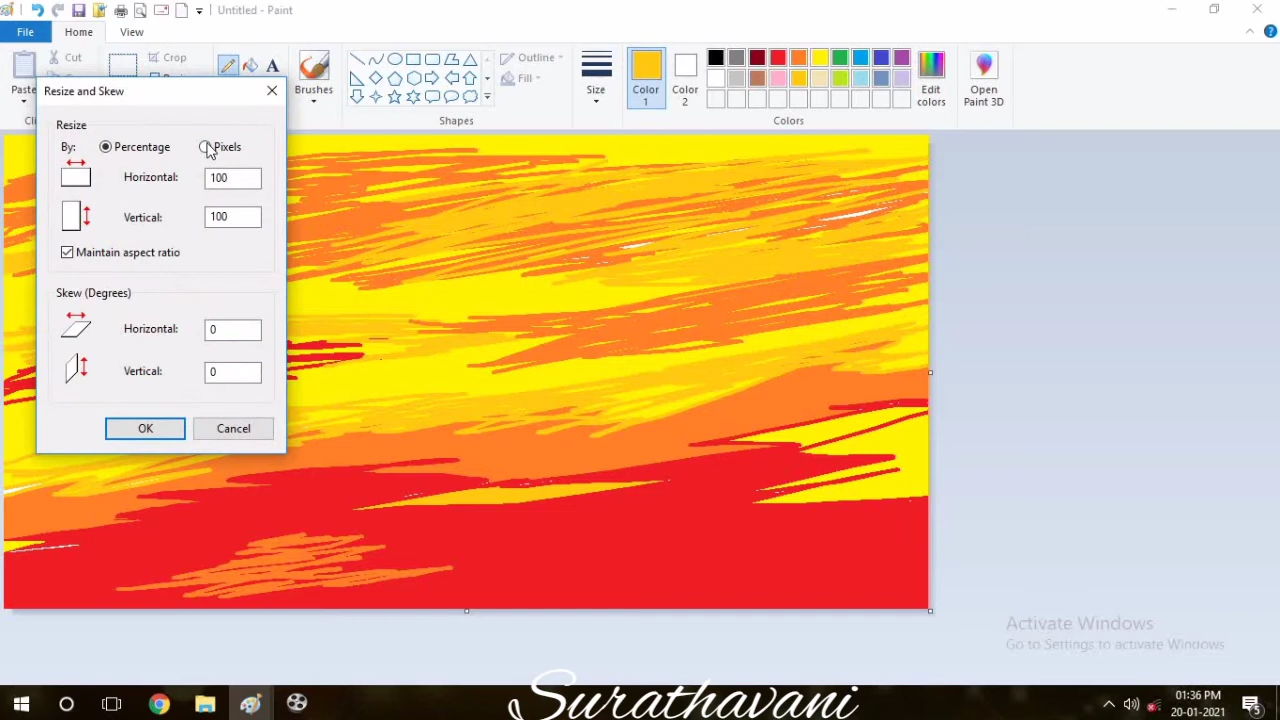 Untitled - Paint
File
Home
View
Paste
Cut
Crop
A
Brushes
Outline
Fill
Shapes
Size
Color 1
Color 2
Edit colors
Open Paint 3D
Colors
Resize and Skew
Resize
By:
Percentage
Pixels
Horizontal:
100
Vertical:
100
Maintain aspect ratio
Skew (Degrees)
Horizontal:
0
Vertical:
0
OK
Cancel
Activate Windows
Go to Settings to activate Windows
Surathavani
01:36 PM
20-01-2021
5